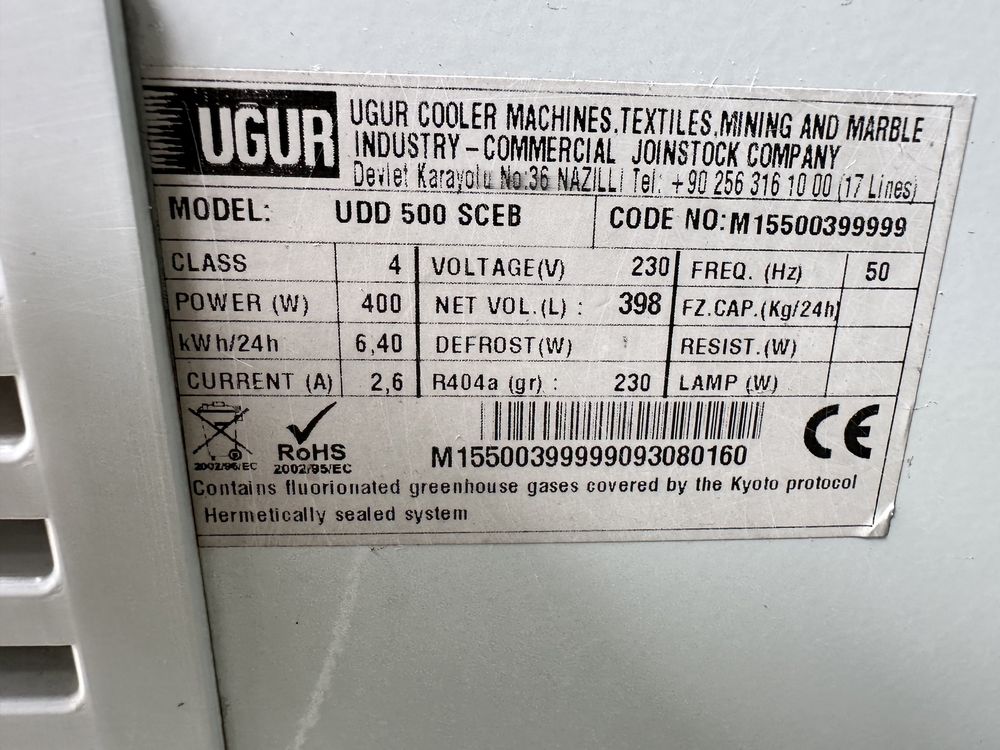 UĞUR
UGUR COOLER MACHINES,TEXTILES,MINING AND MARBLE
INDUSTRY-COMMERCIAL JOINSTOCK COMPANY
Devlet Karayolu No:36 NAZILLI Tel: +90 256 316 10 00 (17 Lines)
MODEL: UDD 500 SCEB CODE NO: M15500399999
CLASS 4 VOLTAGE(V) 230 FREQ. (Hz) 50
POWER (W) 400 NET VOL.(L) : 398 FZ.CAP.(Kg/24h)
kWh/24h 6,40 DEFROST(W) RESIST.(W)
CURRENT (A) 2,6 R404a (gr) : 230 LAMP (W)
2002/96/EC
RoHS
2002/95/EC
M15500399999093080160
CE
Contains fluorionated greenhouse gases covered by the Kyoto protocol
Hermetically sealed system